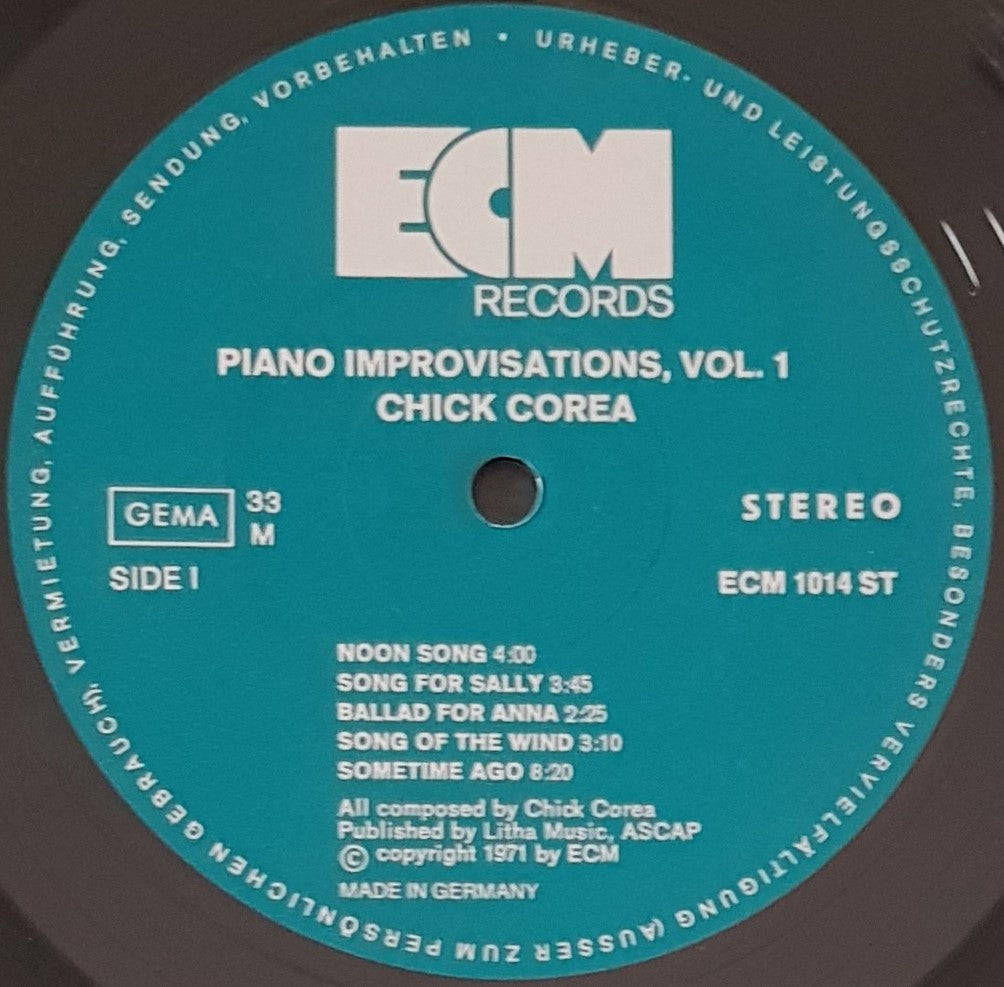 URHEBER- UND LEISTUNGSSCHUTZRECHTE, BESONDERS VERVIELFÄLTIGUNG (AUSSER ZUM PERSÖNLICHEN GEBRAUCH), VERMIETUNG, AUFFÜHRUNG, SENDUNG, VORBEHALTEN •
ECM
RECORDS
PIANO IMPROVISATIONS, VOL. 1
CHICK COREA
GEMA 33
M
STEREO
SIDE I
ECM 1014 ST
NOON SONG 4:00
SONG FOR SALLY 3:45
BALLAD FOR ANNA 2:25
SONG OF THE WIND 3:10
SOMETIME AGO 8:20
All composed by Chick Corea
Published by Litha Music, ASCAP
© copyright 1971 by ECM
MADE IN GERMANY